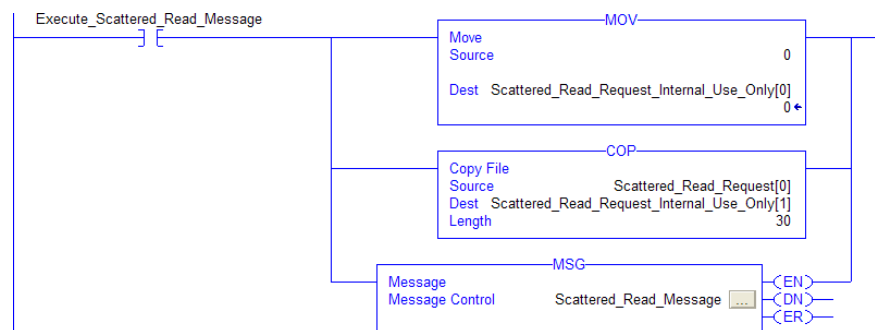 Execute_Scattered_Read_Message
MOV
Move
Source 0
Dest Scattered_Read_Request_Internal_Use_Only[0]
0
COP
Copy File
Source Scattered_Read_Request[0]
Dest Scattered_Read_Request_Internal_Use_Only[1]
Length 30
MSG
Message
Message Control Scattered_Read_Message ...
EN
DN
ER